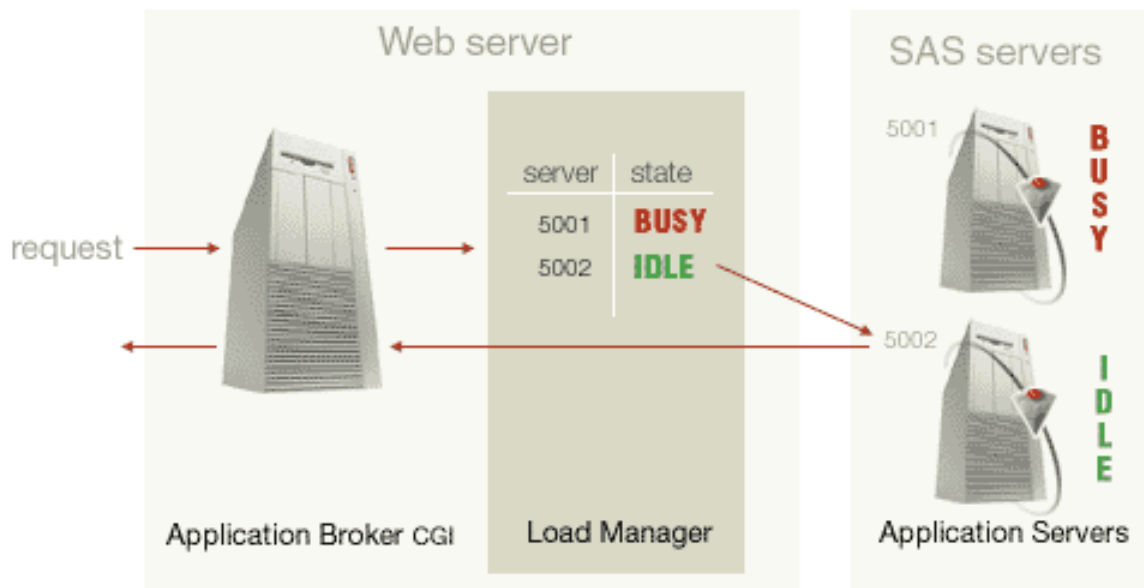 Web server
SAS servers
request
server state
5001 BUSY
5002 IDLE
5001
BUSY
5002
IDLE
Application Broker CGI
Load Manager
Application Servers